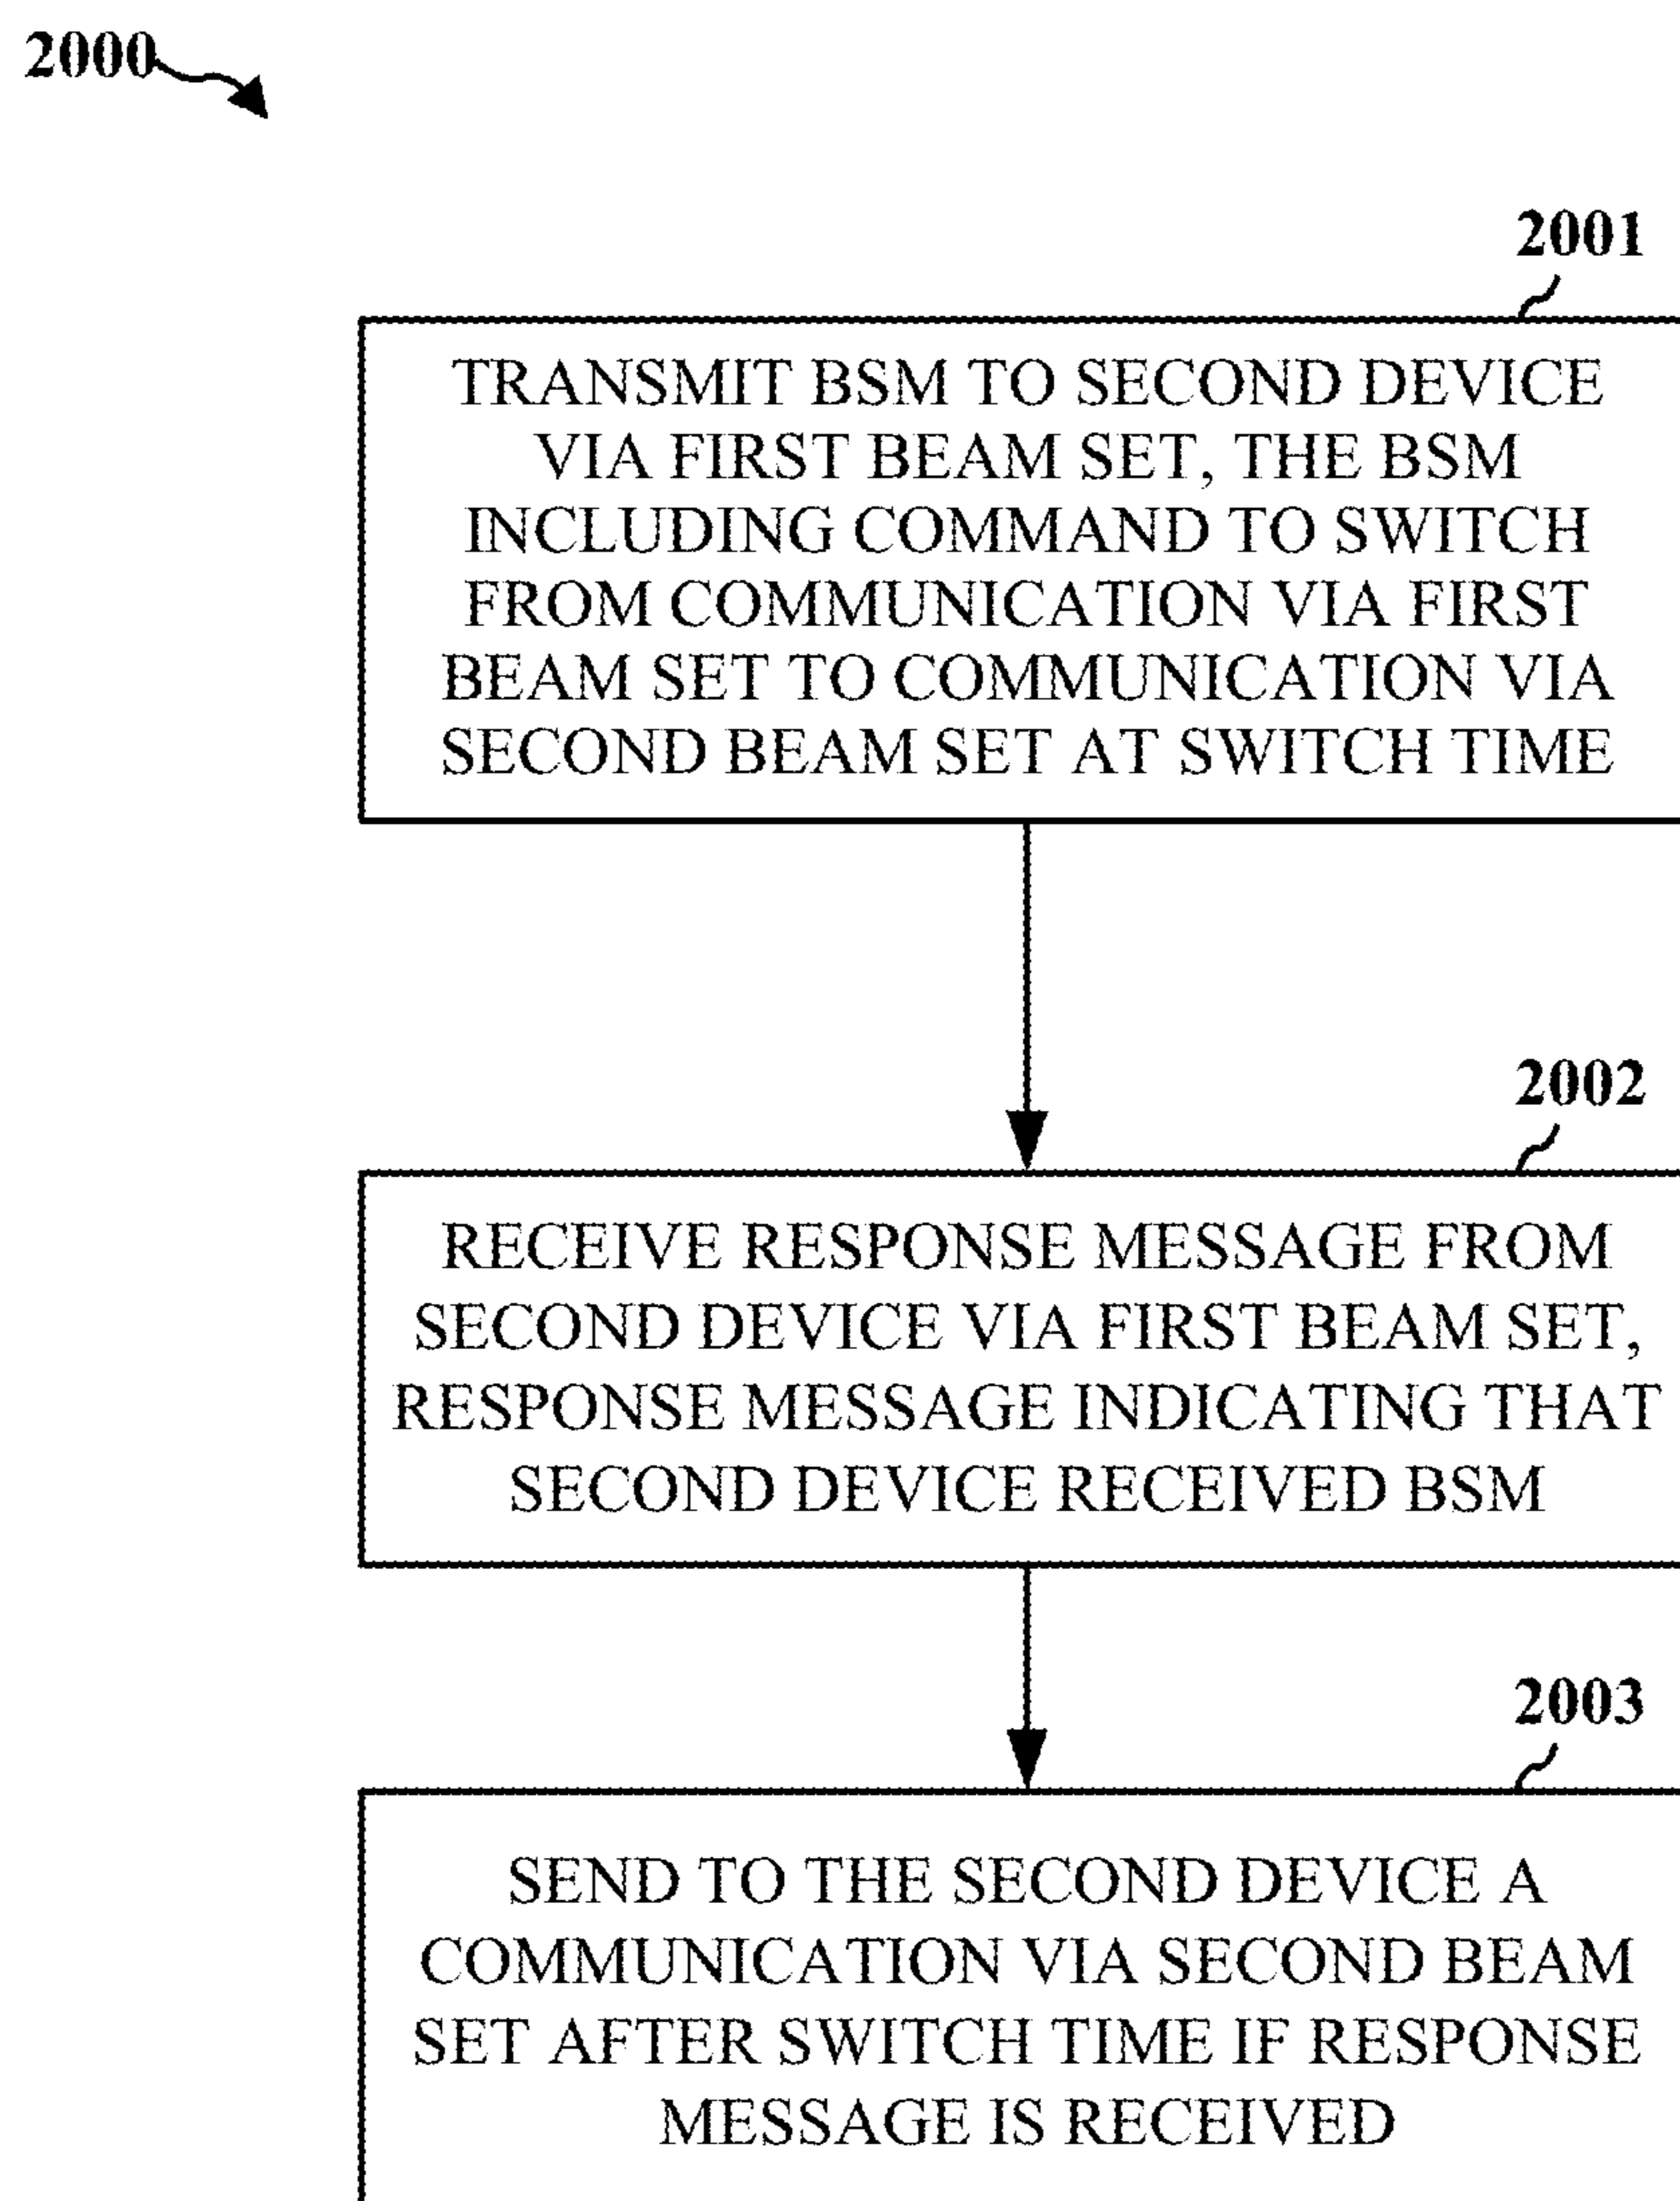 2000
2001
TRANSMIT BSM TO SECOND DEVICE
VIA FIRST BEAM SET, THE BSM
INCLUDING COMMAND TO SWITCH
FROM COMMUNICATION VIA FIRST
BEAM SET TO COMMUNICATION VIA
SECOND BEAM SET AT SWITCH TIME
2002
RECEIVE RESPONSE MESSAGE FROM
SECOND DEVICE VIA FIRST BEAM SET,
RESPONSE MESSAGE INDICATING THAT
SECOND DEVICE RECEIVED BSM
2003
SEND TO THE SECOND DEVICE A
COMMUNICATION VIA SECOND BEAM
SET AFTER SWITCH TIME IF RESPONSE
MESSAGE IS RECEIVED